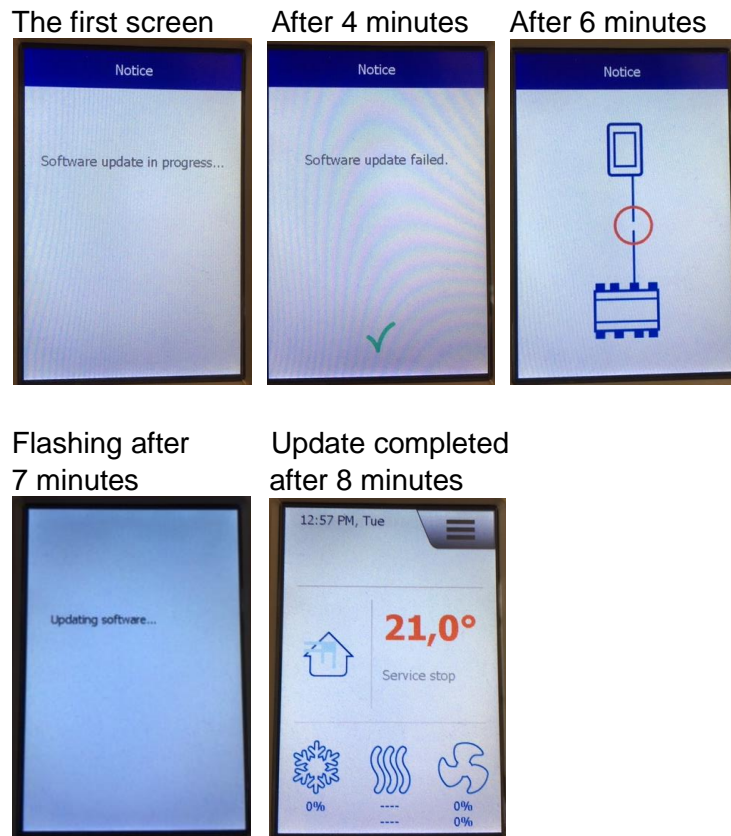 The first screen
After 4 minutes
After 6 minutes
Notice
Notice
Notice
Software update in progress...
Software update failed.
Flashing after
7 minutes
Update completed
after 8 minutes
Updating software...
12:57 PM, Tue
21,0°
Service stop
0%
----
----
0%
0%